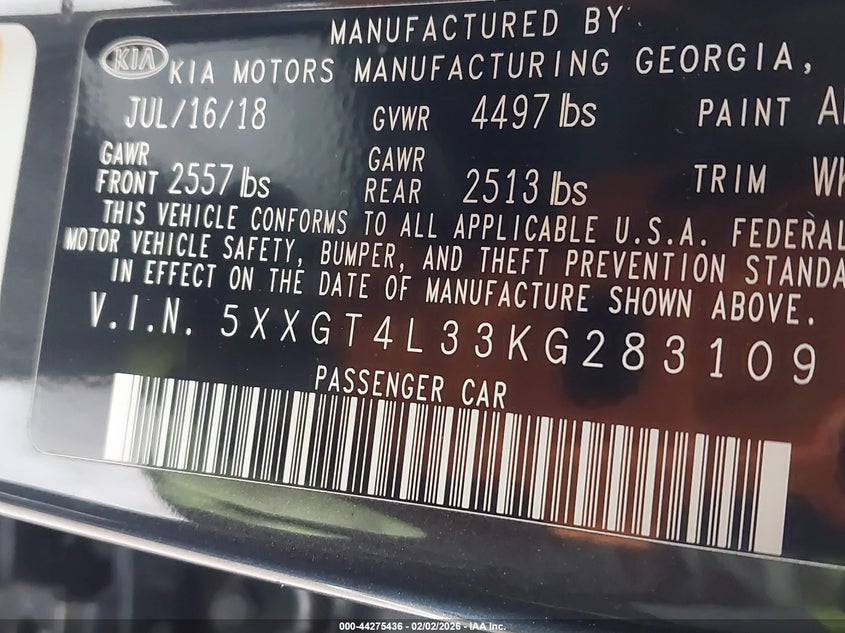 MANUFACTURED BY
KIA KIA MOTORS MANUFACTURING GEORGIA,
JUL/16/18 GVWR 4497 lbs PAINT
GAWR FRONT 2557 lbs GAWR REAR 2513 lbs TRIM
THIS VEHICLE CONFORMS TO ALL APPLICABLE U.S.A. FEDERAL
MOTOR VEHICLE SAFETY, BUMPER, AND THEFT PREVENTION
IN EFFECT ON THE DATE OF MANUFACTURE SHOWN ABOVE.
V.I.N. 5XXGT4L33KG283109
PASSENGER CAR
000-44275436 - 02/02/2026 - IAA Inc.